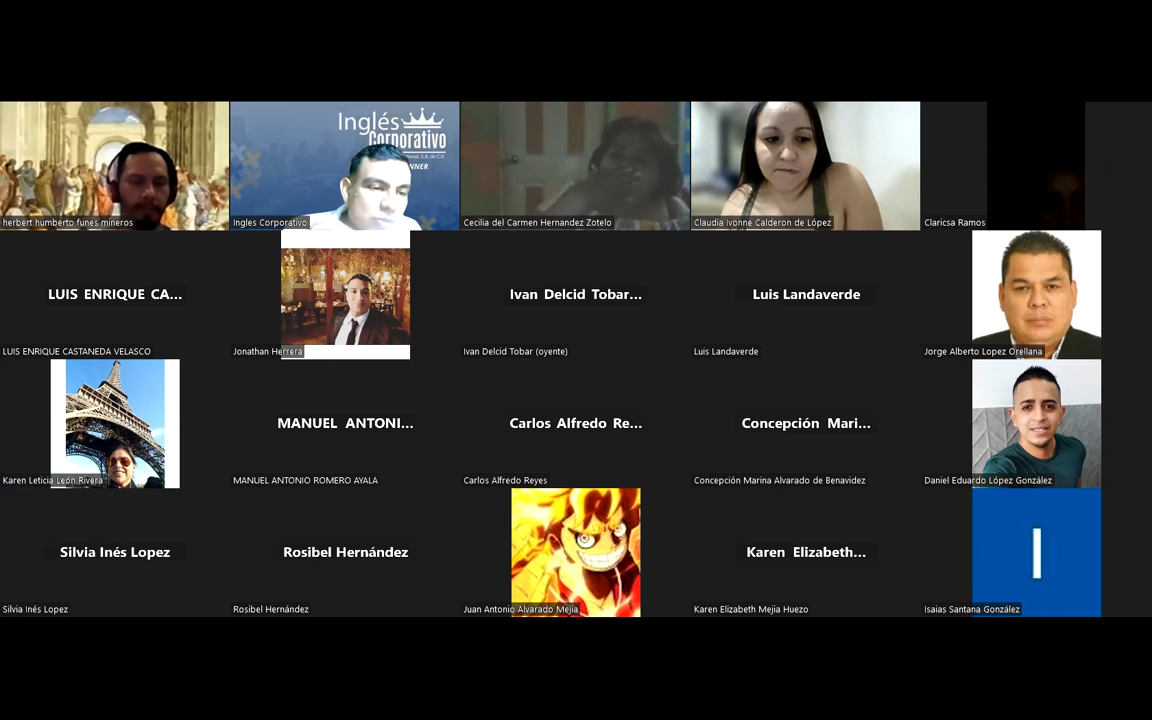 Inglés
Corporativo
herbert humberto funes mineros
Ingles Corporativo
Cecilia del Carmen Hernandez Zotelo
Claudia Ivonne Calderon de López
Claricsa Ramos
LUIS ENRIQUE CA...
Ivan Delcid Tobar...
Luis Landaverde
LUIS ENRIQUE CASTANEDA VELASCO
Jonathan Herrera
Ivan Delcid Tobar (oyente)
Luis Landaverde
Jorge Alberto Lopez Orellana
MANUEL ANTONI...
Carlos Alfredo Re...
Concepción Mari...
Karen Leticia León Rivera
MANUEL ANTONIO ROMERO AYALA
Carlos Alfredo Reyes
Concepción Marina Alvarado de Benavidez
Daniel Eduardo López González
Silvia Inés Lopez
Rosibel Hernández
Karen Elizabeth...
I
Silvia Inés Lopez
Rosibel Hernández
Juan Antonio Alvarado Mejía
Karen Elizabeth Mejia Huezo
Isaias Santana González